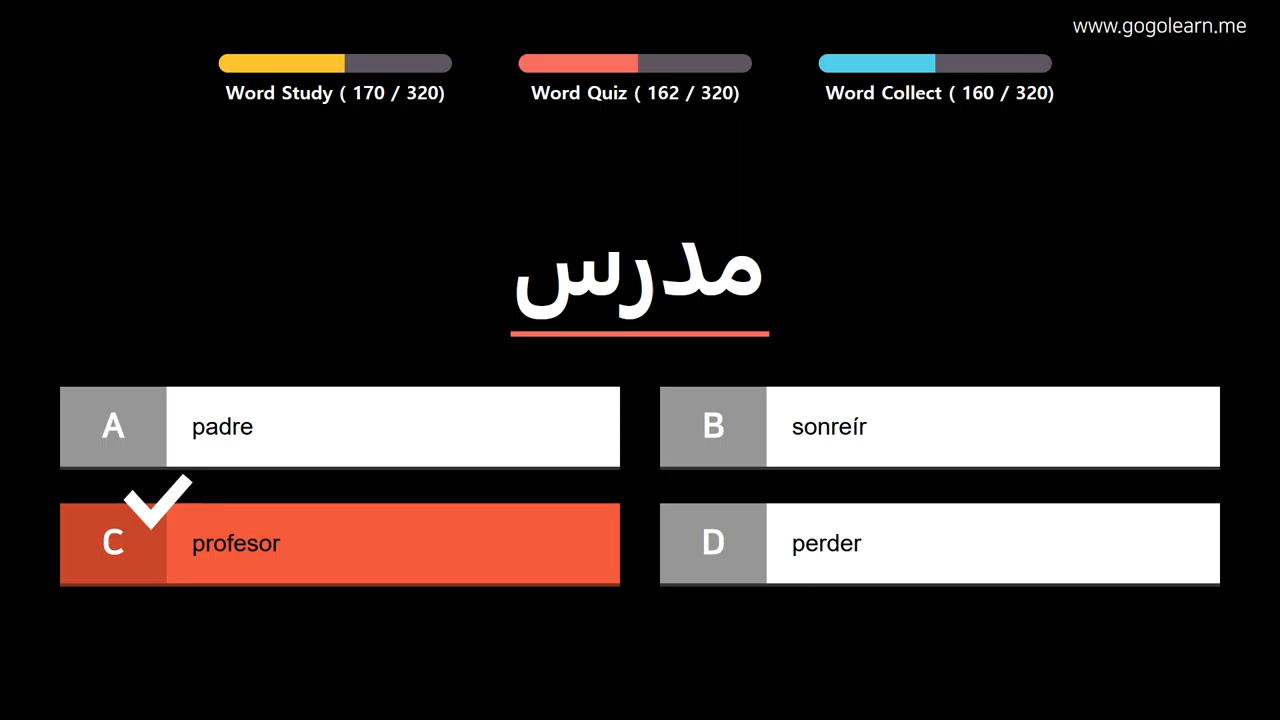 www.gogolearn.me
Word Study ( 170 / 320)
Word Quiz ( 162 / 320)
Word Collect ( 160 / 320)
مدرس
A padre
B sonreír
C profesor
D perder